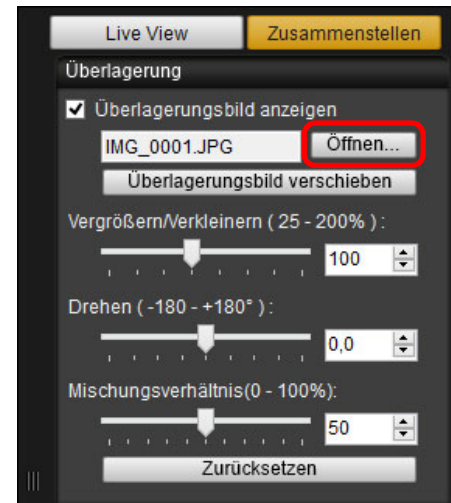 Live View Zusammenstellen
Überlagerung
Überlagerungsbild anzeigen
IMG_0001.JPG Öffnen...
Überlagerungsbild verschieben
Vergrößern/Verkleinern ( 25 - 200% ) :
100
Drehen ( -180 - +180° ) :
0,0
Mischungsverhältnis(0 - 100%):
50
Zurücksetzen